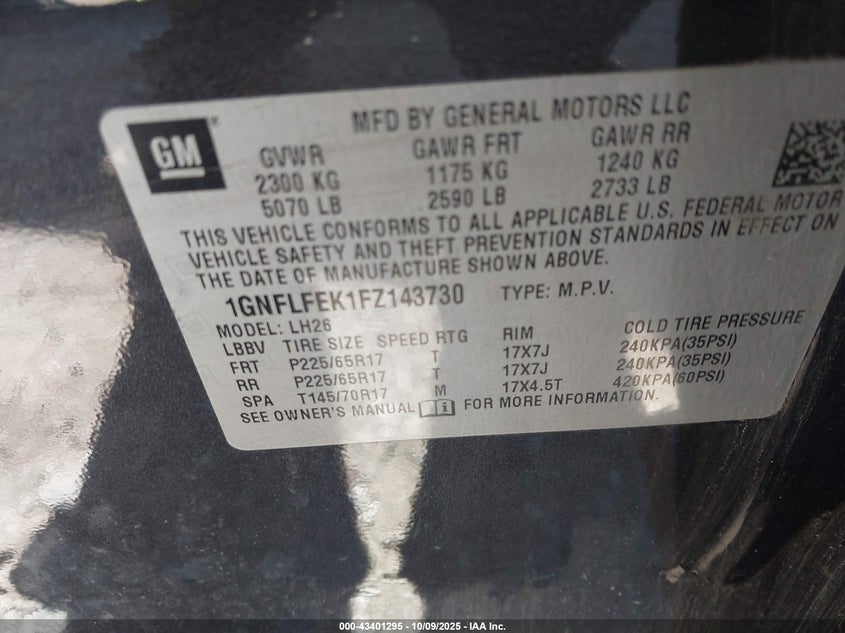 MFD BY GENERAL MOTORS LLC
GM®
GVWR GAWR FRT GAWR RR
2300 KG 1175 KG 1240 KG
5070 LB 2590 LB 2733 LB
THIS VEHICLE CONFORMS TO ALL APPLICABLE U.S. FEDERAL MOTOR
VEHICLE SAFETY AND THEFT PREVENTION STANDARDS IN EFFECT ON
THE DATE OF MANUFACTURE SHOWN ABOVE.
1GNFLFEK1FZ143730 TYPE: M.P.V.
MODEL: LH26
LBBV TIRE SIZE SPEED RTG RIM COLD TIRE PRESSURE
FRT P225/65R17 T 17X7J 240KPA(35PSI)
RR P225/65R17 T 17X7J 240KPA(35PSI)
SPA T145/70R17 M 17X4.5T 420KPA(60PSI)
SEE OWNER'S MANUAL FOR MORE INFORMATION.
000-43401295 - 10/09/2025 - IAA Inc.